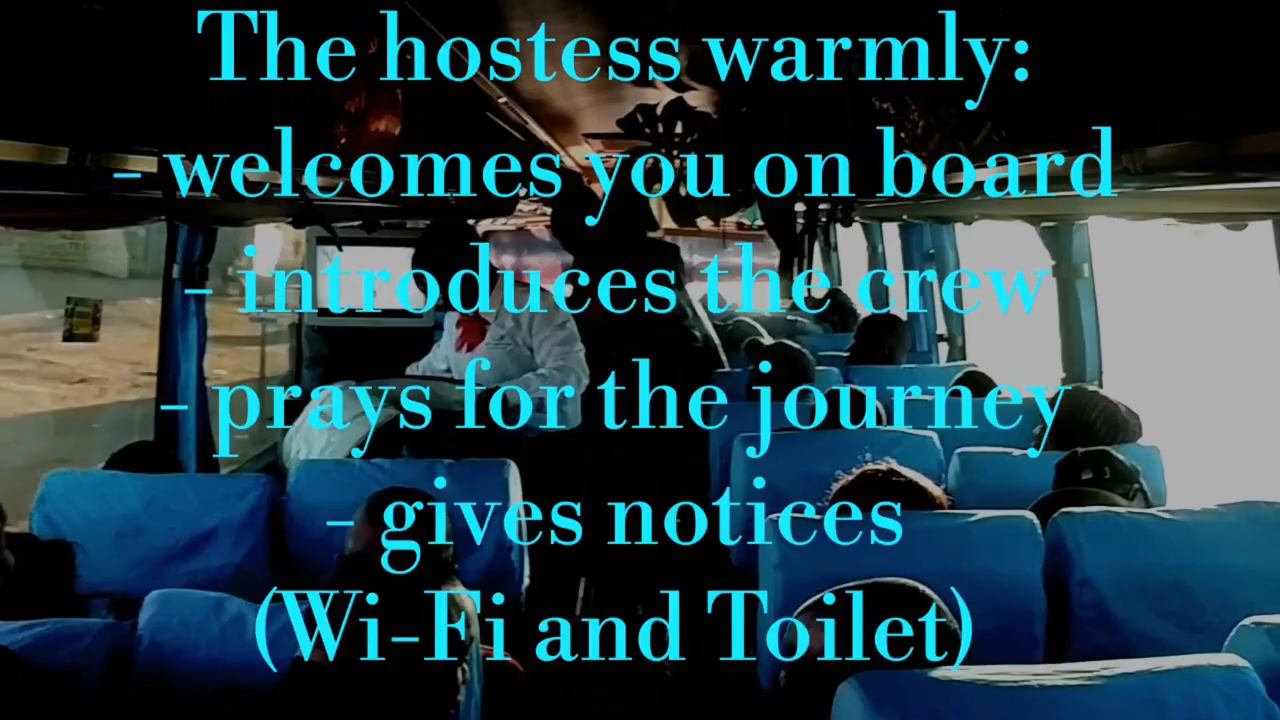 The hostess warmly:
- welcomes you on board
- introduces the crew
- prays for the journey
- gives notices
(Wi-Fi and Toilet)